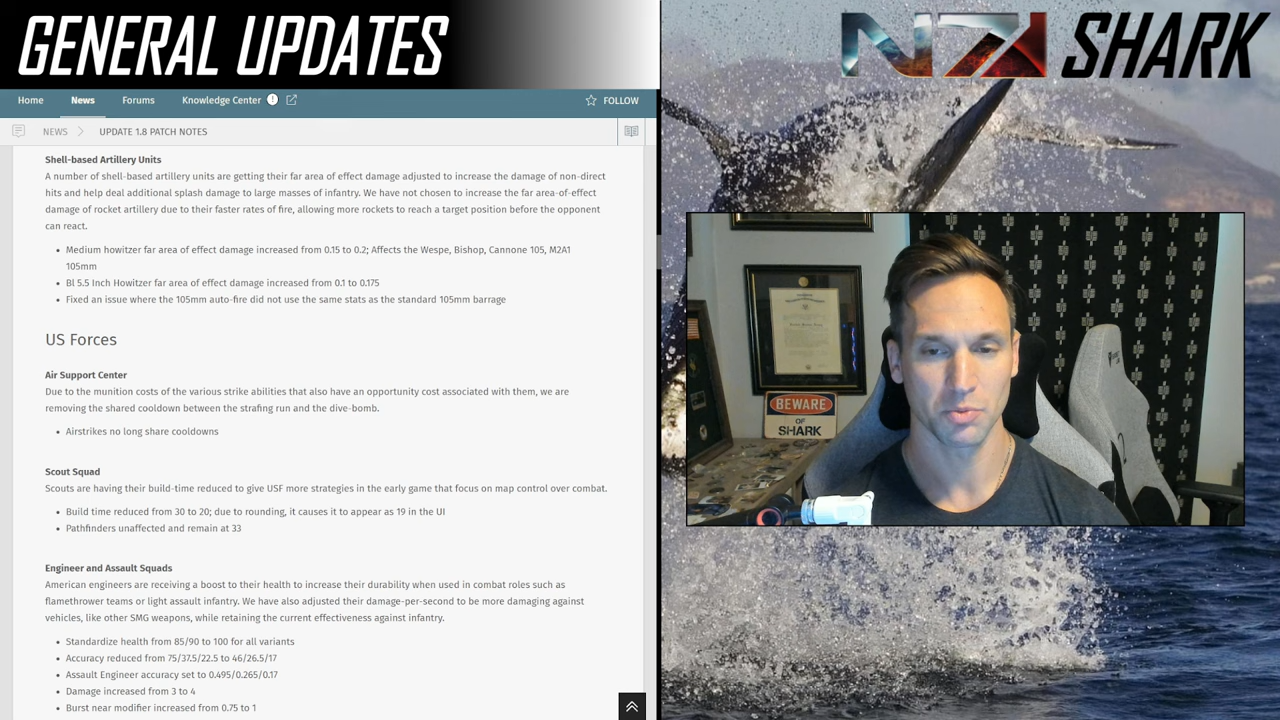 GENERAL UPDATES
N7 SHARK
Home News Forums Knowledge Center FOLLOW
NEWS UPDATE 1.8 PATCH NOTES
Shell-based Artillery Units
A number of shell-based artillery units are getting their far area of effect damage adjusted to increase the damage of non-direct
hits and help deal additional splash damage to large masses of infantry. We have not chosen to increase the far area-of-effect
damage of rocket artillery due to their faster rates of fire, allowing more rockets to reach a target position before the opponent
can react.
• Medium howitzer far area of effect damage increased from 0.15 to 0.2; Affects the Wespe, Bishop, Cannone 105, M2A1
105mm
• Bl 5.5 Inch Howitzer far area of effect damage increased from 0.1 to 0.175
• Fixed an issue where the 105mm auto-fire did not use the same stats as the standard 105mm barrage
US Forces
Air Support Center
Due to the munition costs of the various strike abilities that also have an opportunity cost associated with them, we are
removing the shared cooldown between the strafing run and the dive-bomb.
• Airstrikes no long share cooldowns
Scout Squad
Scouts are having their build-time reduced to give USF more strategies in the early game that focus on map control over combat.
• Build time reduced from 30 to 20; due to rounding, it causes it to appear as 19 in the UI
• Pathfinders unaffected and remain at 33
Engineer and Assault Squads
American engineers are receiving a boost to their health to increase their durability when used in combat roles such as
flamethrower teams or light assault infantry. We have also adjusted their damage-per-second to be more damaging against
vehicles, like other SMG weapons, while retaining the current effectiveness against infantry.
• Standardize health from 85/90 to 100 for all variants
• Accuracy reduced from 75/37.5/22.5 to 46/26.5/17
• Assault Engineer accuracy set to 0.495/0.265/0.17
• Damage increased from 3 to 4
• Burst near modifier increased from 0.75 to 1
BEWARE
OF
SHARK